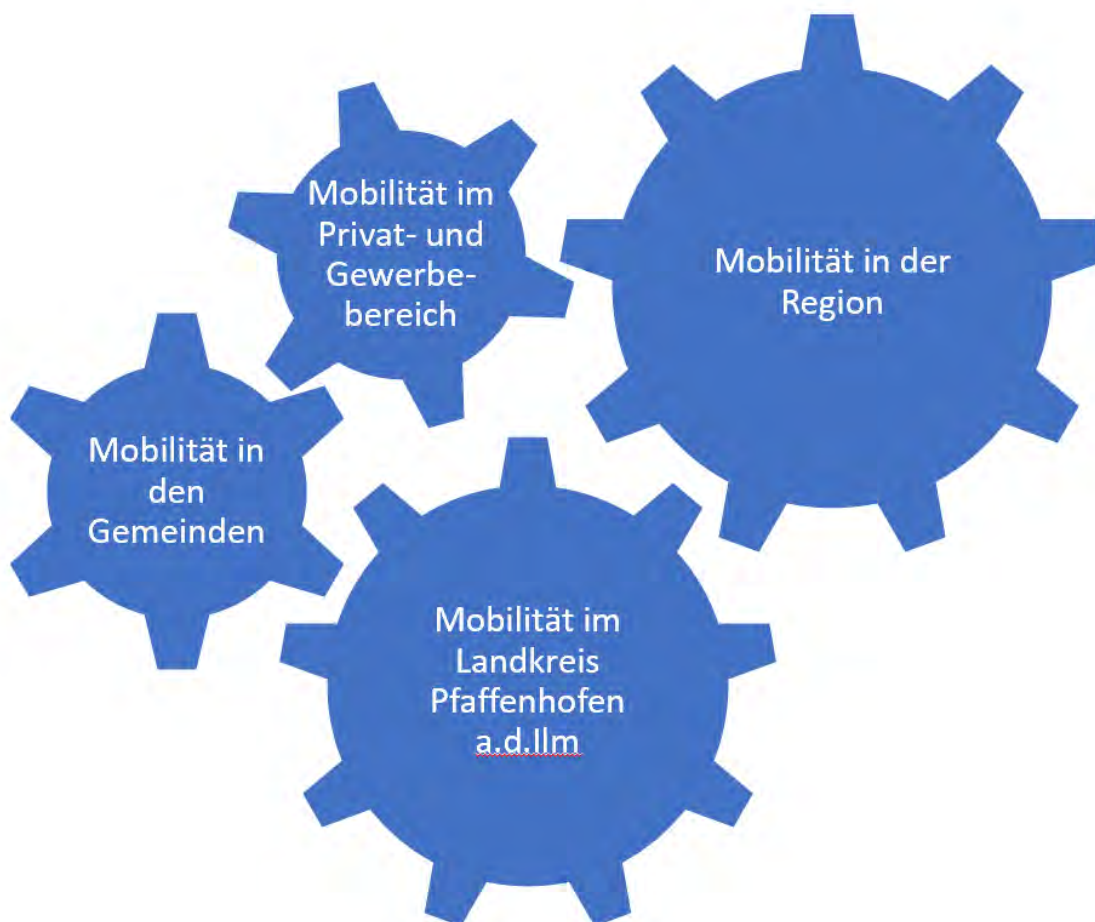 Mobilität im
Privat- und
Gewerbe-
bereich
Mobilität in der
Region
Mobilität in
den
Gemeinden
Mobilität im
Landkreis
Pfaffenhofen
a.d.Ilm